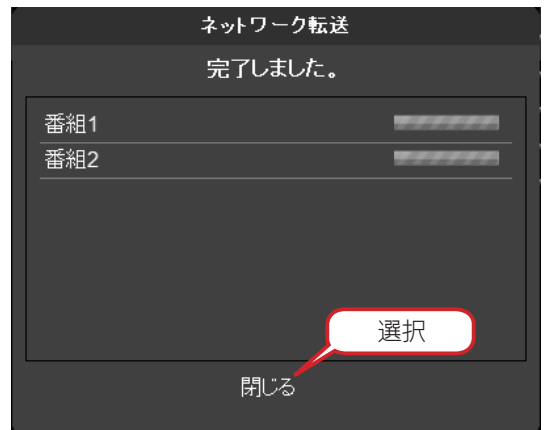 ネットワーク転送
完了しました。
番組1
番組2
選択
閉じる